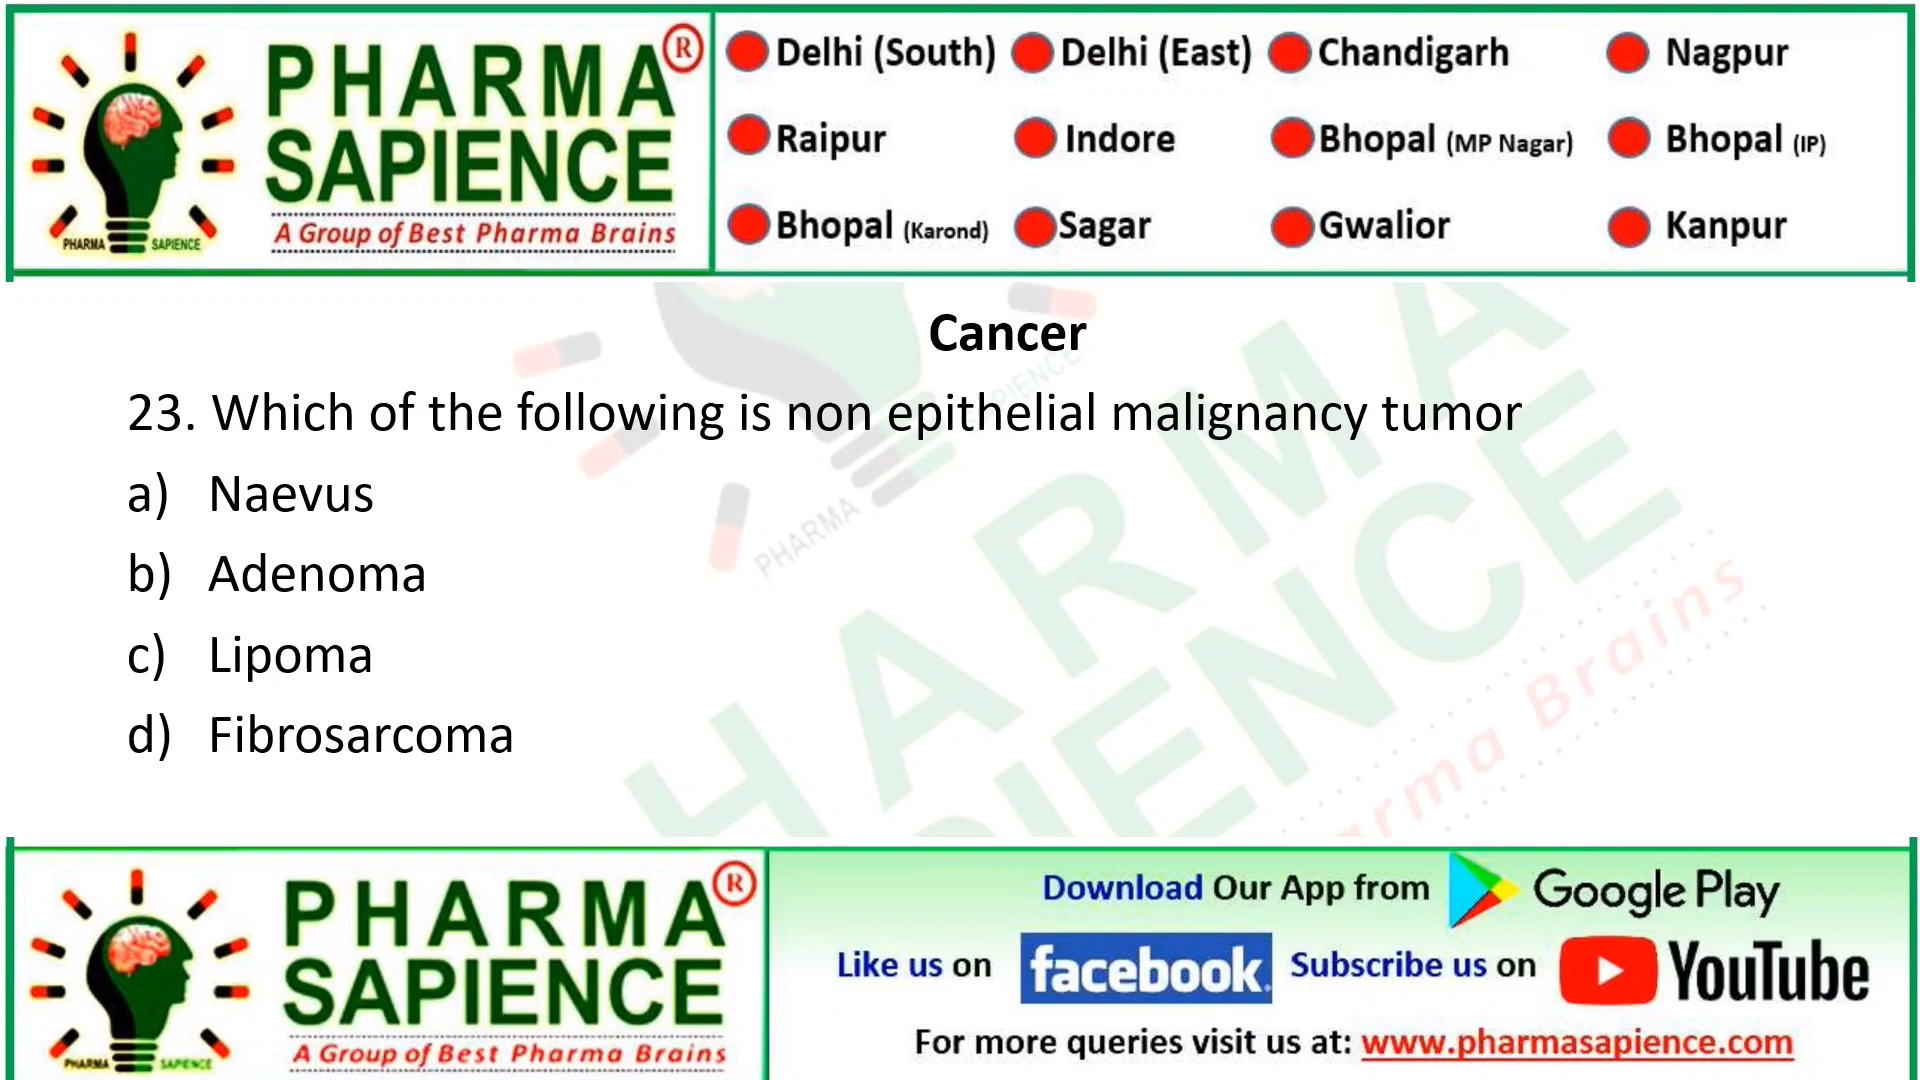 PHARMA
SAPIENCE
A Group of Best Pharma Brains
PHARMA SAPIENCE
R
Delhi (South) Delhi (East) Chandigarh Nagpur
Raipur Indore Bhopal (MP Nagar) Bhopal (IP)
Bhopal (Karond) Sagar Gwalior Kanpur
Cancer
23. Which of the following is non epithelial malignancy tumor
a) Naevus
b) Adenoma
c) Lipoma
d) Fibrosarcoma
PHARMA
SAPIENCE
A Group of Best Pharma Brains
PHARMA SAPIENCE
R
Download Our App from Google Play
Like us on facebook. Subscribe us on YouTube
For more queries visit us at: www.pharmasapience.com